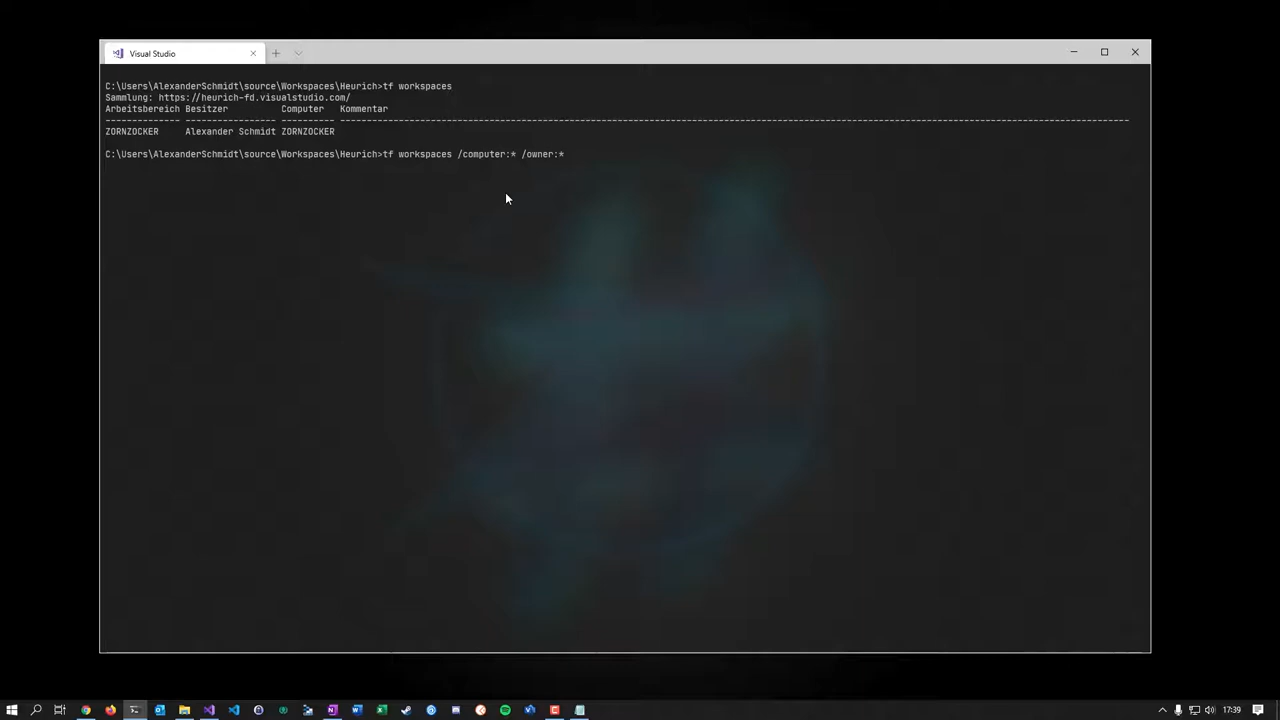 Visual Studio
C:\Users\AlexanderSchmidt\source\Workspaces\Heurich>tf workspaces
Sammlung: https://heurich-fd.visualstudio.com/
Arbeitsbereich Besitzer Computer Kommentar
ZORNZOCKER Alexander Schmidt ZORNZOCKER
C:\Users\AlexanderSchmidt\source\Workspaces\Heurich>tf workspaces /computer:* /owner:*
17:39